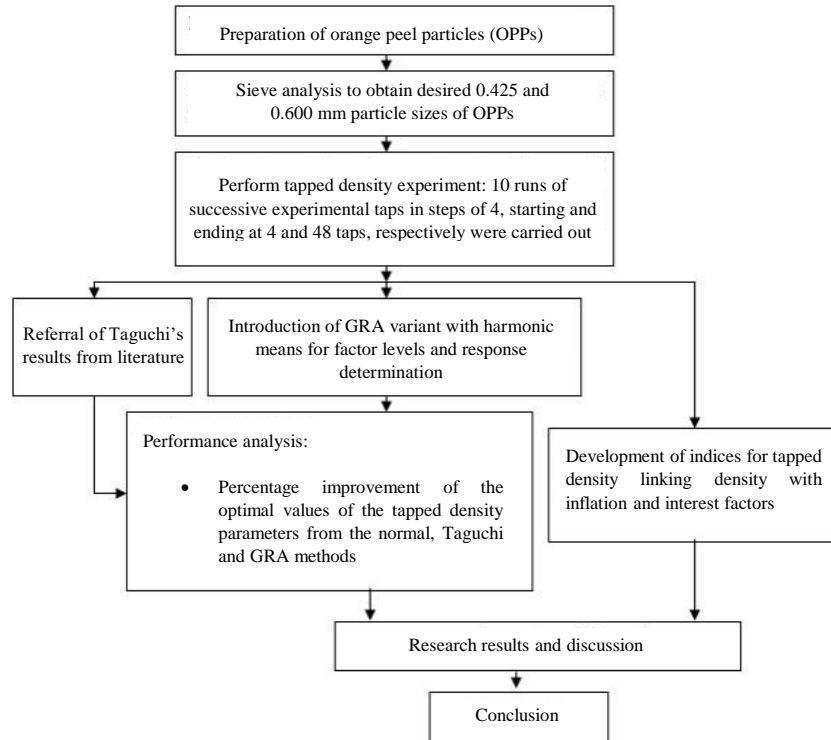 Preparation of orange peel particles (OPPs)
Sieve analysis to obtain desired 0.425 and
0.600 mm particle sizes of OPPs
Perform tapped density experiment: 10 runs of
successive experimental taps in steps of 4, starting and
ending at 4 and 48 taps, respectively were carried out
Referral of Taguchi's
results from literature
Introduction of GRA variant with harmonic
means for factor levels and response
determination
Performance analysis:
• Percentage improvement of the
optimal values of the tapped density
parameters from the normal, Taguchi
and GRA methods
Development of indices for tapped
density linking density with
inflation and interest factors
Research results and discussion
Conclusion